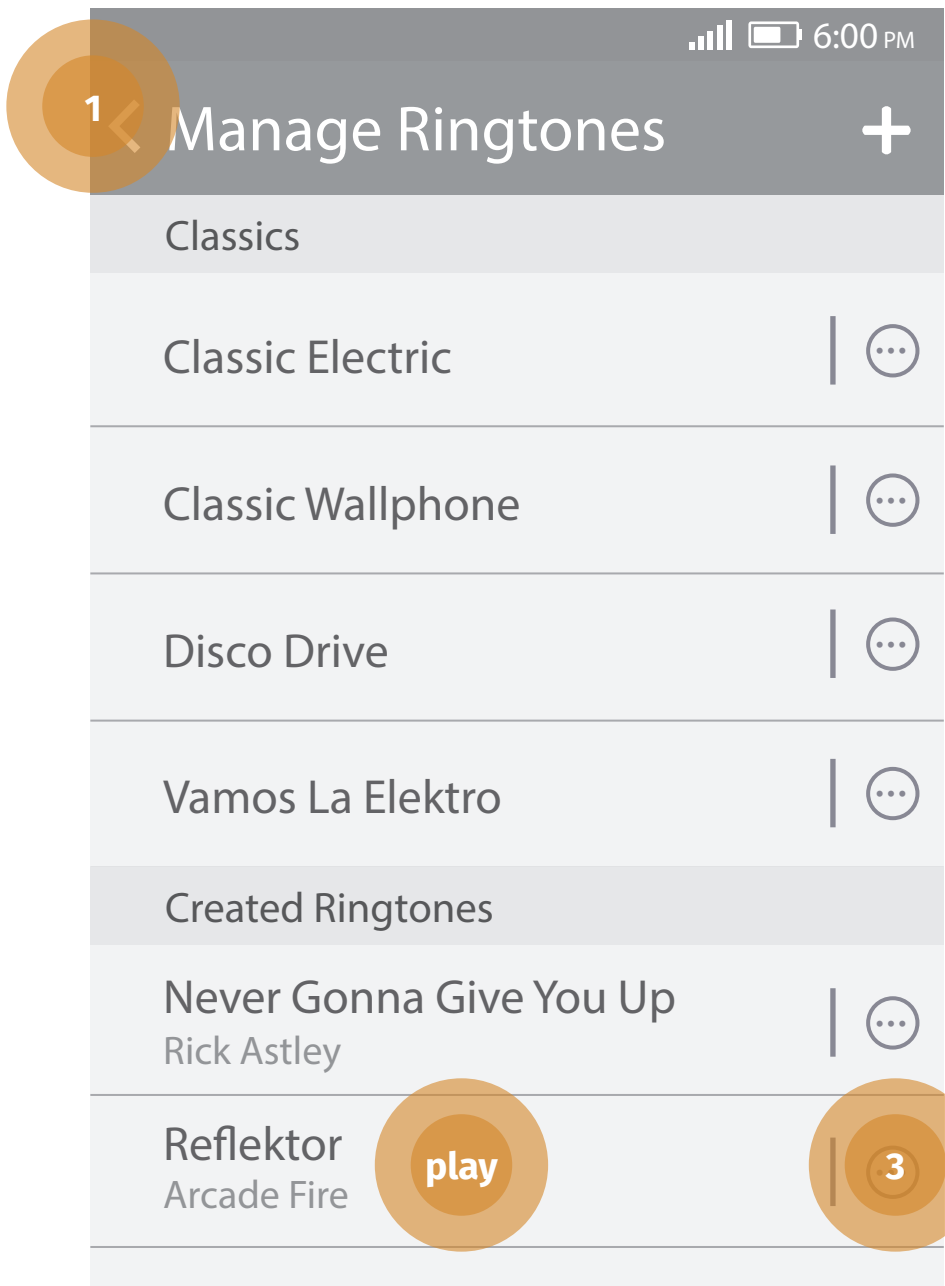 6:00 PM
1
Manage Ringtones
+
Classics
Classic Electric
Classic Wallphone
Disco Drive
Vamos La Elektro
Created Ringtones
Never Gonna Give You Up
Rick Astley
Reflektor
play
3
Arcade Fire